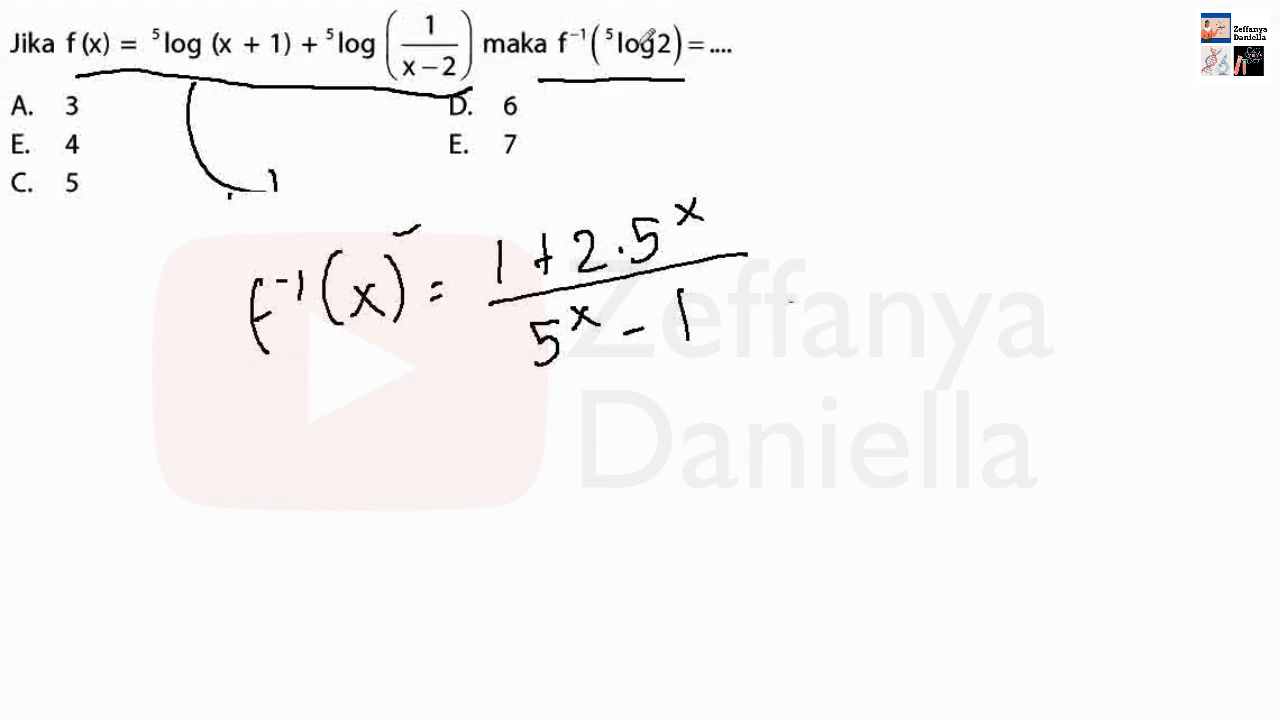 Jika f(x) = ⁵log (x + 1) + ⁵log (1/(x – 2)) maka f⁻¹(⁵log2) = ....
A. 3 D. 6
E. 4 E. 7
C. 5
1
f⁻¹(x) = (1 + 2·5ˣ)/(5ˣ – 1)
Zeffanya
Daniella
Zeffanya
Daniella